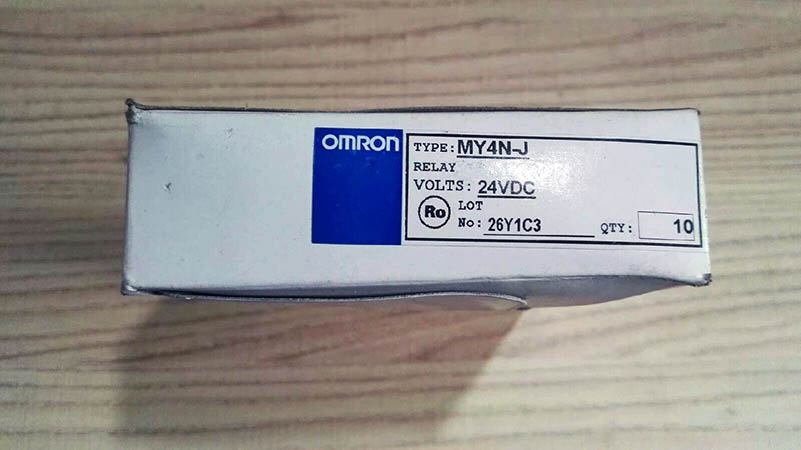 OMRON
TYPE: MY4N-J
RELAY
VOLTS: 24VDC
Ro
LOT
No: 26Y1C3
QTY: 10